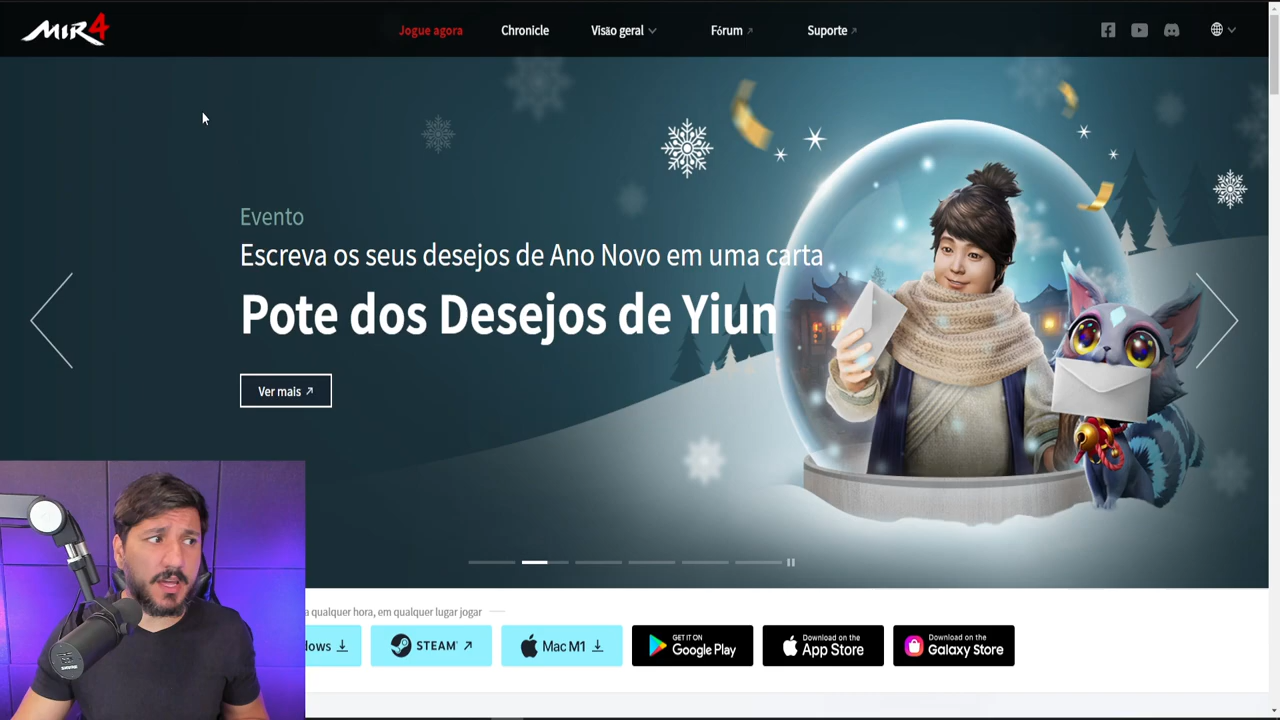 MIR4
Jogue agora
Chronicle
Visão geral
Fórum
Suporte
Evento
Escreva os seus desejos de Ano Novo em uma carta
Pote dos Desejos de Yiun
Ver mais
a qualquer hora, em qualquer lugar jogar
STEAM
Mac M1
GET IT ON
Google Play
Download on the
App Store
Download on the
Galaxy Store